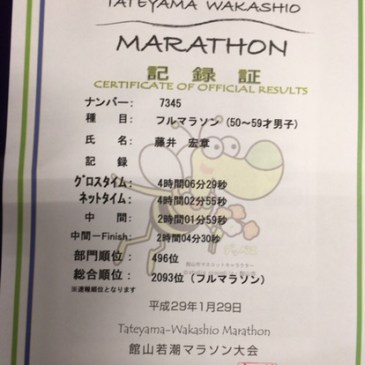 TATEYAMA WAKASHIO
MARATHON
記録証
CERTIFICATE OF OFFICIAL RESULTS
ナンバー： 7345
種 目： フルマラソン（50〜59才男子）
氏 名： 藤井 宏章
記 録
グロスタイム： 4時間06分29秒
ネットタイム： 4時間02分55秒
中 間： 2時間01分59秒
中間ーFinish: 2時間04分30秒
部門順位： 496位
総合順位： 2093位（フルマラソン）
※速報順位となります
平成29年1月29日
Tateyama-Wakashio Marathon
館山若潮マラソン大会